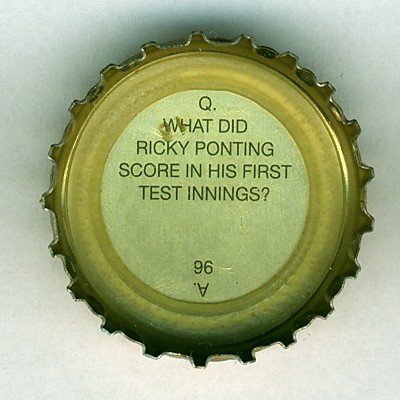 Q.
WHAT DID
RICKY PONTING
SCORE IN HIS FIRST
TEST INNINGS?
A.
96